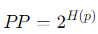 PP = 2^{H(p)}